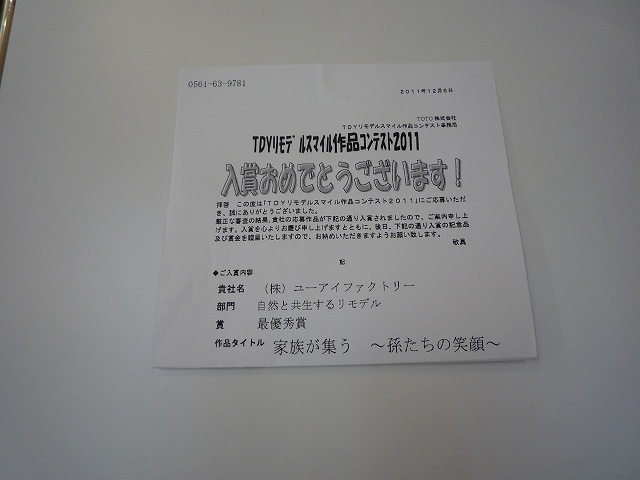 0561-63-9781
2011年12月6日
TOTO株式会社
TDYリモデルスマイル作品コンテスト事務局
TDYリモデルスマイル作品コンテスト2011
入賞おめでとうございます！
拝啓　この度は「TDYリモデルスマイル作品コンテスト2011」にご応募いただ
き、誠にありがとうございました。
厳正な審査の結果、貴社の応募作品が下記の通り入賞されましたので、ご案内申し上
げます。入賞を心よりお慶び申し上げますとともに、後日、下記の通り入賞の記念品
及び賞金を贈呈いたしますので、お納めいただきますようお願い致します。
敬具
記
◆ご入賞内容
貴社名　（株）ユーアイファクトリー
部門　自然と共生するリモデル
賞　最優秀賞
作品タイトル　家族が集う　～孫たちの笑顔～